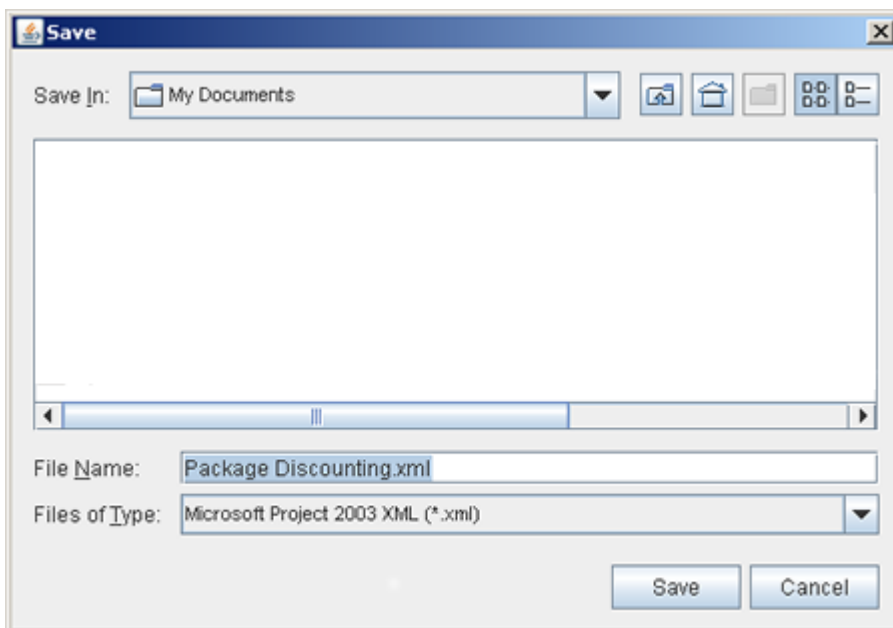 Save
Save In: My Documents
File Name: Package Discounting.xml
Files of Type: Microsoft Project 2003 XML (*.xml)
Save Cancel